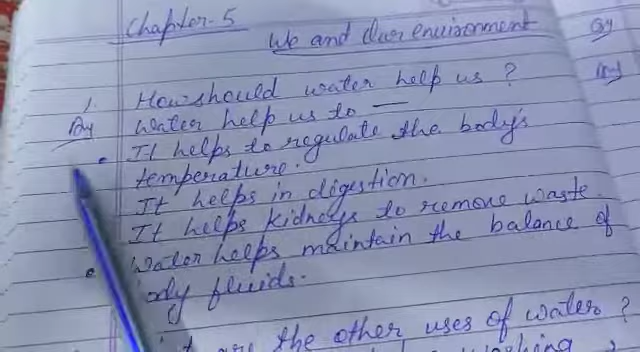 Chapter-5
We and Our environment
1. How should water help us?
Ay water help us to —
It helps to regulate the body's
temperature.
It helps in digestion.
It helps kidneys to remove waste.
water helps maintain the balance of
body fluids.
are the other uses of water?